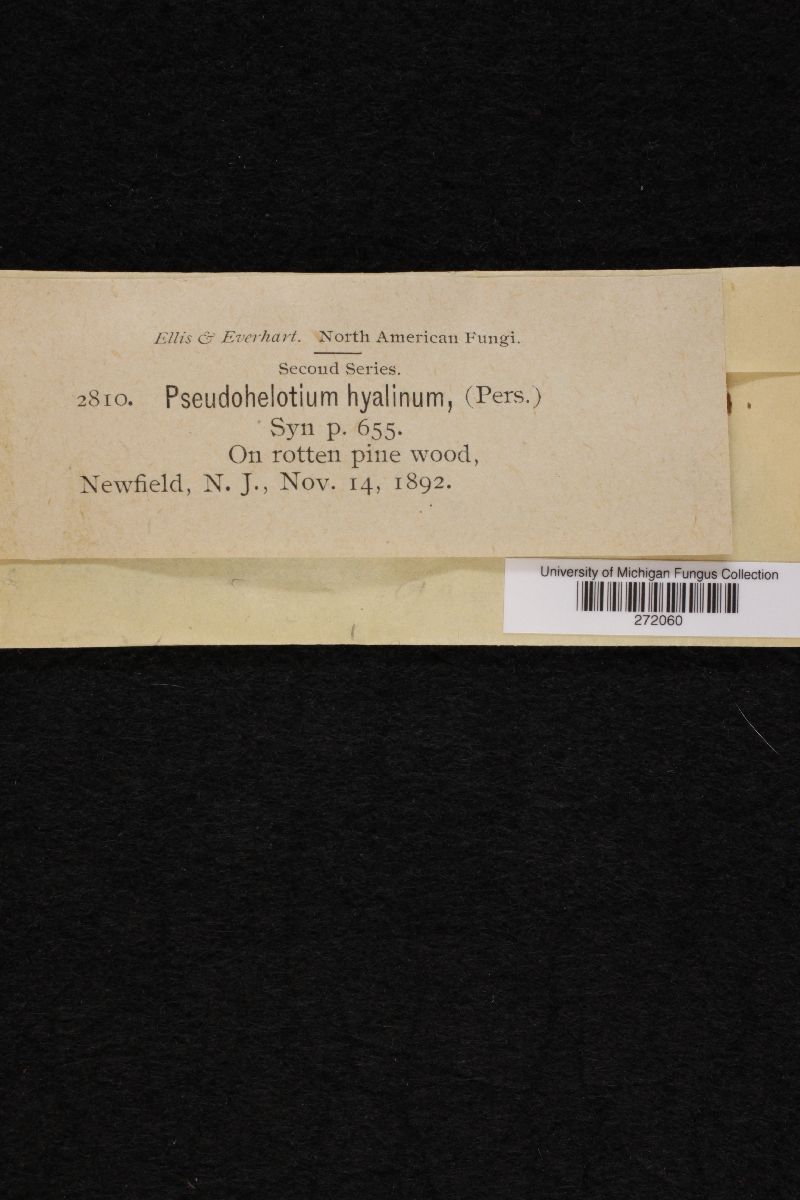 Ellis & Everhart. North American Fungi.
Second Series.
2810. Pseudohelotium hyalinum, (Pers.)
Syn p. 655.
On rotten pine wood,
Newfield, N. J., Nov. 14, 1892.
University of Michigan Fungus Collection
272060